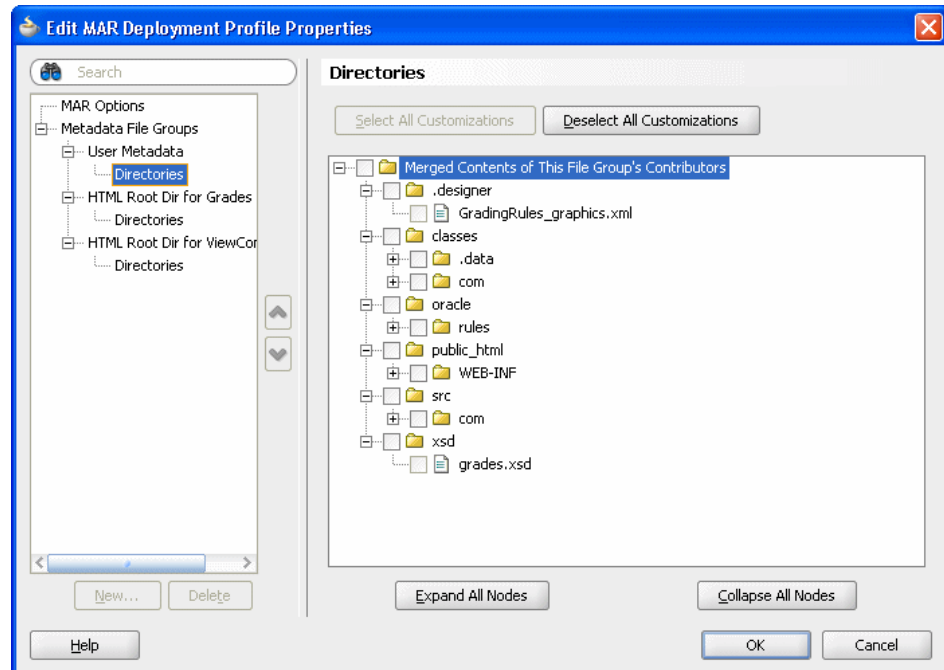 Edit MAR Deployment Profile Properties
Search
MAR Options
Metadata File Groups
User Metadata
Directories
HTML Root Dir for Grades
Directories
HTML Root Dir for ViewCor
Directories
New...
Delete
Directories
Select All Customizations
Deselect All Customizations
Merged Contents of This File Group's Contributors
.designer
GradingRules_graphics.xml
classes
.data
com
oracle
rules
public_html
WEB-INF
src
com
xsd
grades.xsd
Expand All Nodes
Collapse All Nodes
Help
OK
Cancel